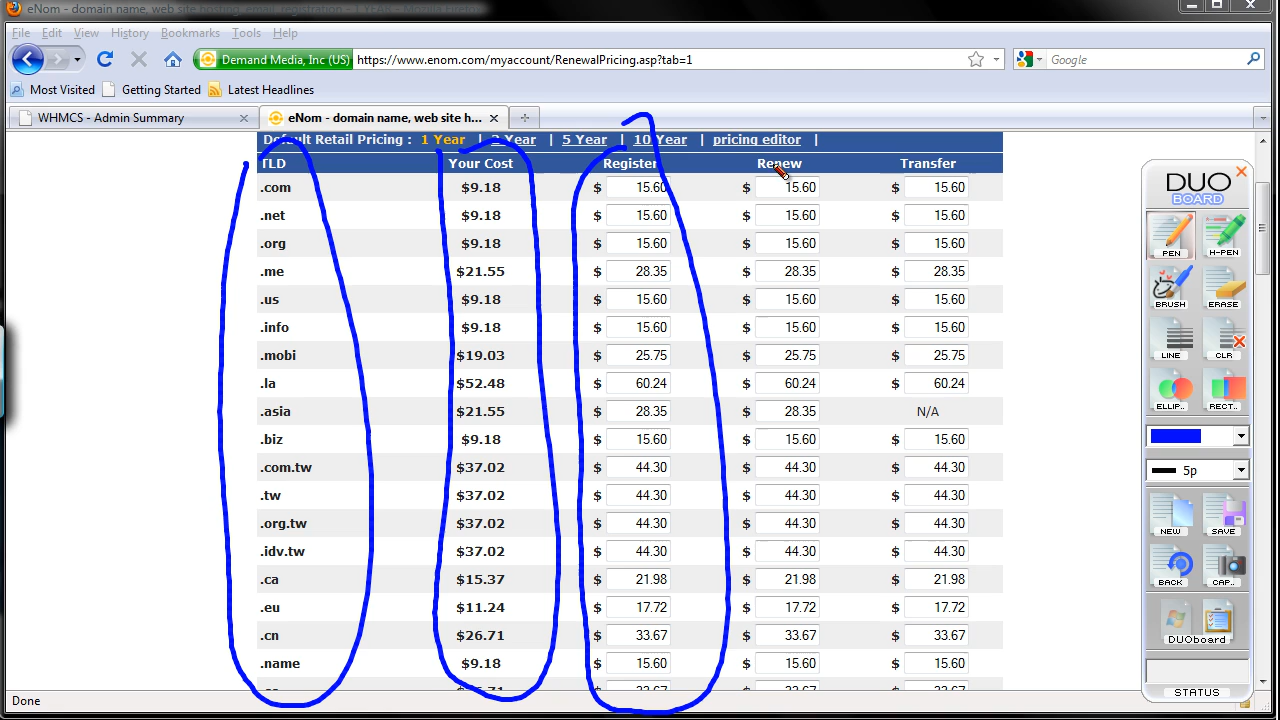 eNom - domain name, web site hosting, email, registration - 1 YEAR - Mozilla Firefox
File Edit View History Bookmarks Tools Help
Demand Media, Inc (US) https://www.enom.com/myaccount/RenewalPricing.asp?tab=1 Google
Most Visited Getting Started Latest Headlines
WHMCS - Admin Summary eNom - domain name, web site h...
Default Retail Pricing : 1 Year | 2 Year | 5 Year | 10 Year | pricing editor |
TLD Your Cost Register Renew Transfer
.com $9.18 $ 15.60 $ 15.60 $ 15.60
.net $9.18 $ 15.60 $ 15.60 $ 15.60
.org $9.18 $ 15.60 $ 15.60 $ 15.60
.me $21.55 $ 28.35 $ 28.35 $ 28.35
.us $9.18 $ 15.60 $ 15.60 $ 15.60
.info $9.18 $ 15.60 $ 15.60 $ 15.60
.mobi $19.03 $ 25.75 $ 25.75 $ 25.75
.la $52.48 $ 60.24 $ 60.24 $ 60.24
.asia $21.55 $ 28.35 $ 28.35 N/A
.biz $9.18 $ 15.60 $ 15.60 $ 15.60
.com.tw $37.02 $ 44.30 $ 44.30 $ 44.30
.tw $37.02 $ 44.30 $ 44.30 $ 44.30
.org.tw $37.02 $ 44.30 $ 44.30 $ 44.30
.idv.tw $37.02 $ 44.30 $ 44.30 $ 44.30
.ca $15.37 $ 21.98 $ 21.98 $ 21.98
.eu $11.24 $ 17.72 $ 17.72 $ 17.72
.cn $26.71 $ 33.67 $ 33.67 $ 33.67
.name $9.18 $ 15.60 $ 15.60 $ 15.60
Done
DUO
BOARD
PEN H-PEN
BRUSH ERASE
LINE CLR
ELLIP.. RECT..
5p
NEW SAVE
BACK CAP..
DUOboard
STATUS